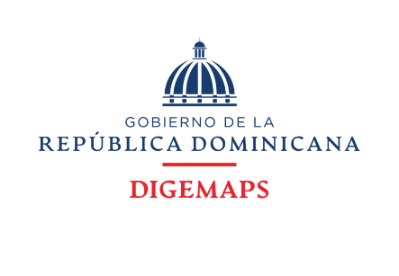 GOBIERNO DE LA
REPÚBLICA DOMINICANA
DIGEMAPS